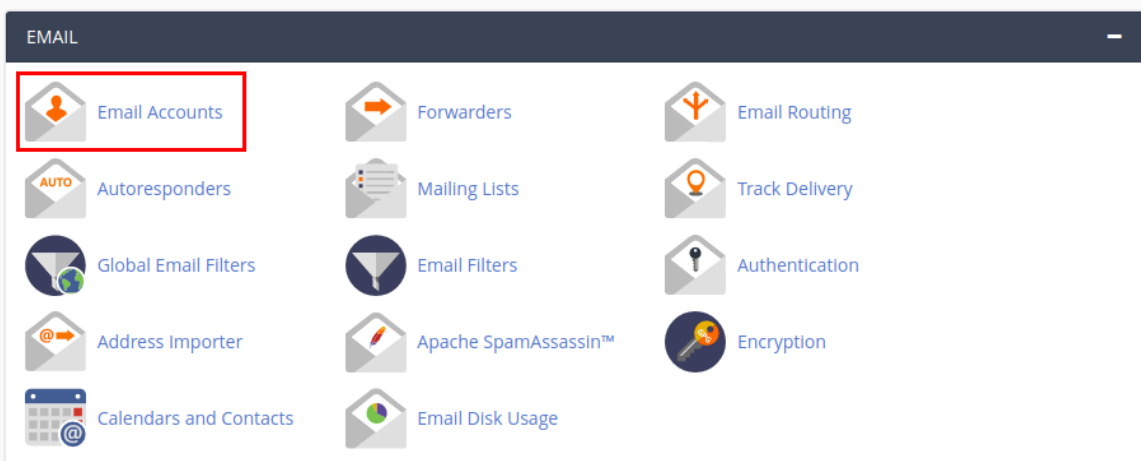 EMAIL
Email Accounts
Forwarders
Email Routing
AUTO
Autoresponders
Mailing Lists
Track Delivery
Global Email Filters
Email Filters
Authentication
@
Address Importer
Apache SpamAssassin™
GPG
Encryption
@
Calendars and Contacts
Email Disk Usage